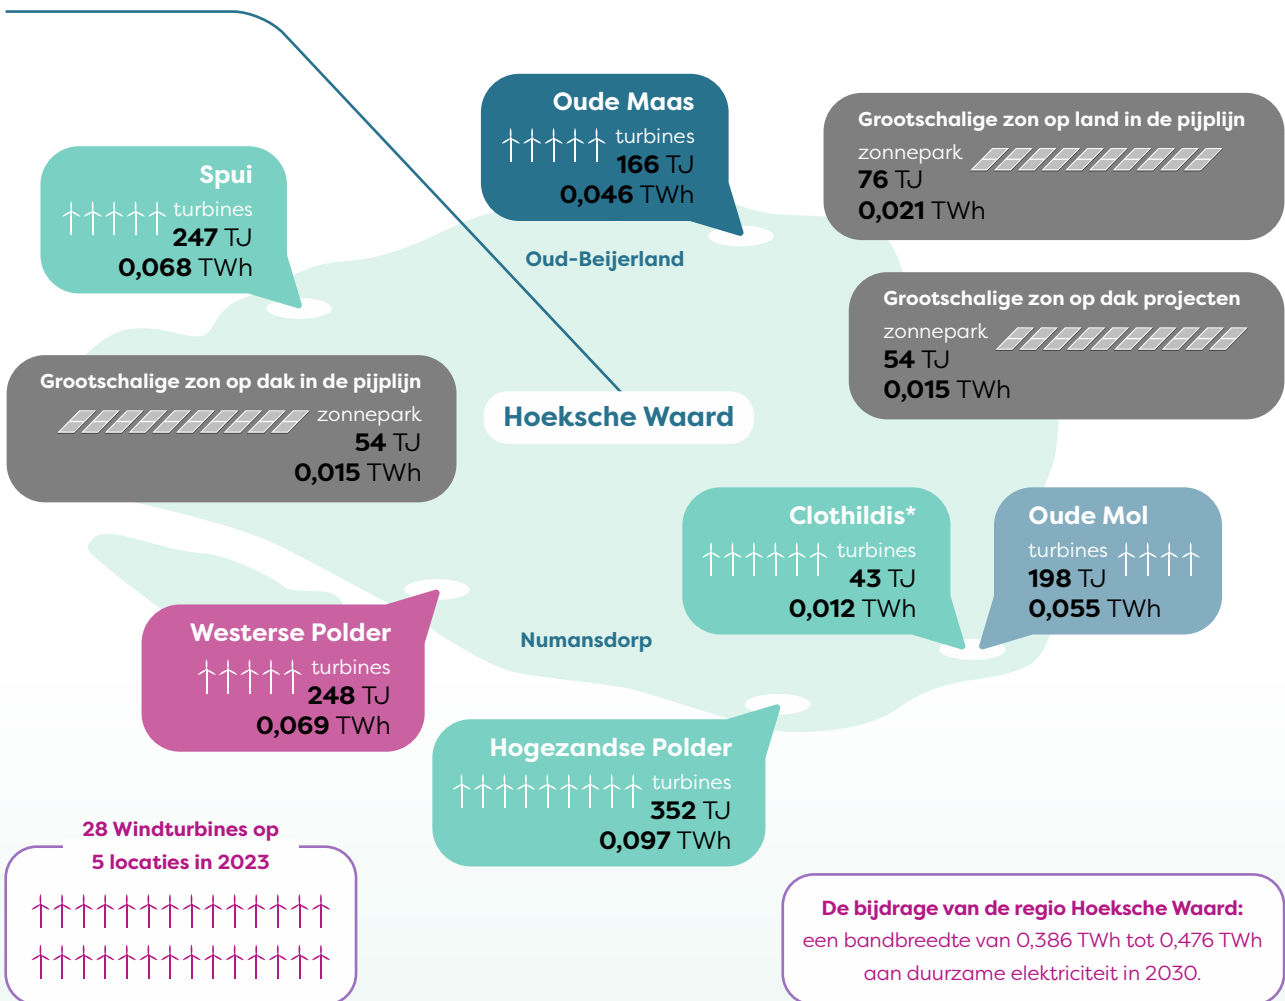 Oude Maas
turbines
166 TJ
0,046 TWh
Grootschalige zon op land in de pijplijn
zonnepark
76 TJ
0,021 TWh
Spui
turbines
247 TJ
0,068 TWh
Oud-Beijerland
Grootschalige zon op dak projecten
zonnepark
54 TJ
0,015 TWh
Grootschalige zon op dak in de pijplijn
zonnepark
54 TJ
0,015 TWh
Hoeksche Waard
Clothildis*
turbines
43 TJ
0,012 TWh
Oude Mol
turbines
198 TJ
0,055 TWh
Westerse Polder
turbines
248 TJ
0,069 TWh
Numansdorp
Hogezandse Polder
turbines
352 TJ
0,097 TWh
28 Windturbines op
5 locaties in 2023
De bijdrage van de regio Hoeksche Waard:
een bandbreedte van 0,386 TWh tot 0,476 TWh
aan duurzame elektriciteit in 2030.